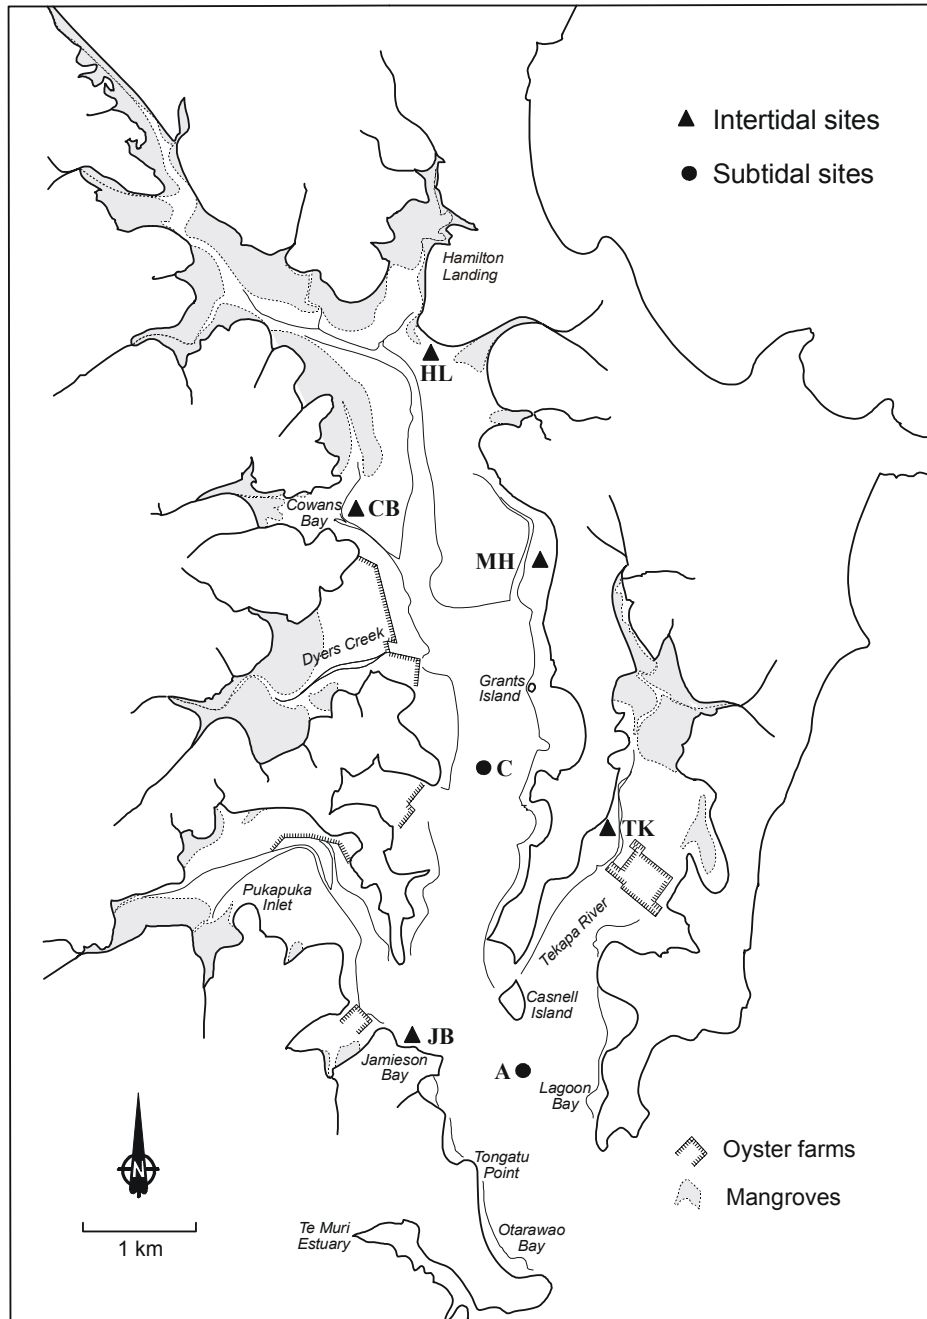 Intertidal sites
Subtidal sites
Hamilton
Landing
HL
Cowans
Bay
CB
MH
Dyers Creek
Grants
Island
C
TK
Pukapuka
Inlet
Tekapa River
Casnell
Island
JB
Jamieson
Bay
A
Lagoon
Bay
N
Oyster farms
Tongatu
Point
Mangroves
Te Muri
Estuary
Otarawao
Bay
1 km